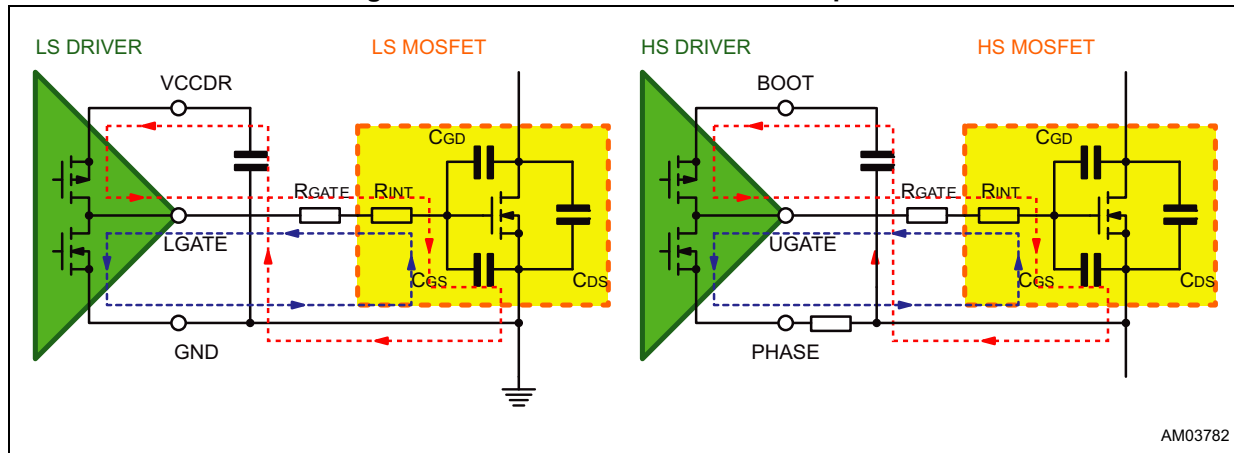 LS DRIVER
LS MOSFET
HS DRIVER
HS MOSFET
VCCDR
CGD
RGATE
RINT
LGATE
CGS
CDS
GND
BOOT
CGD
RGATE
RINT
UGATE
CGS
CDS
PHASE
AM03782